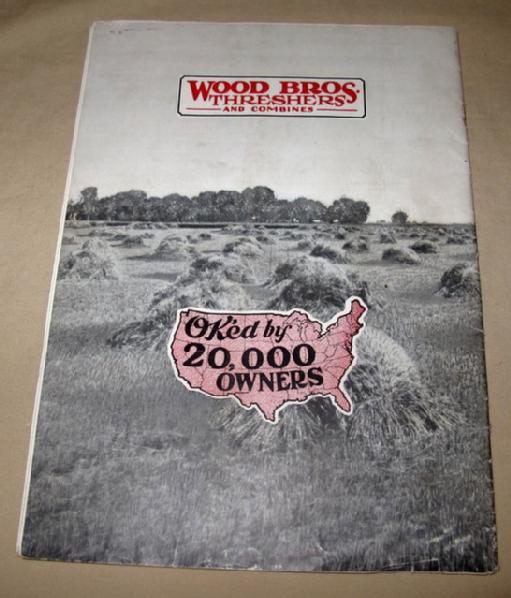 WOOD BROS.
THRESHERS
AND COMBINES
OK'ed by
20,000
OWNERS